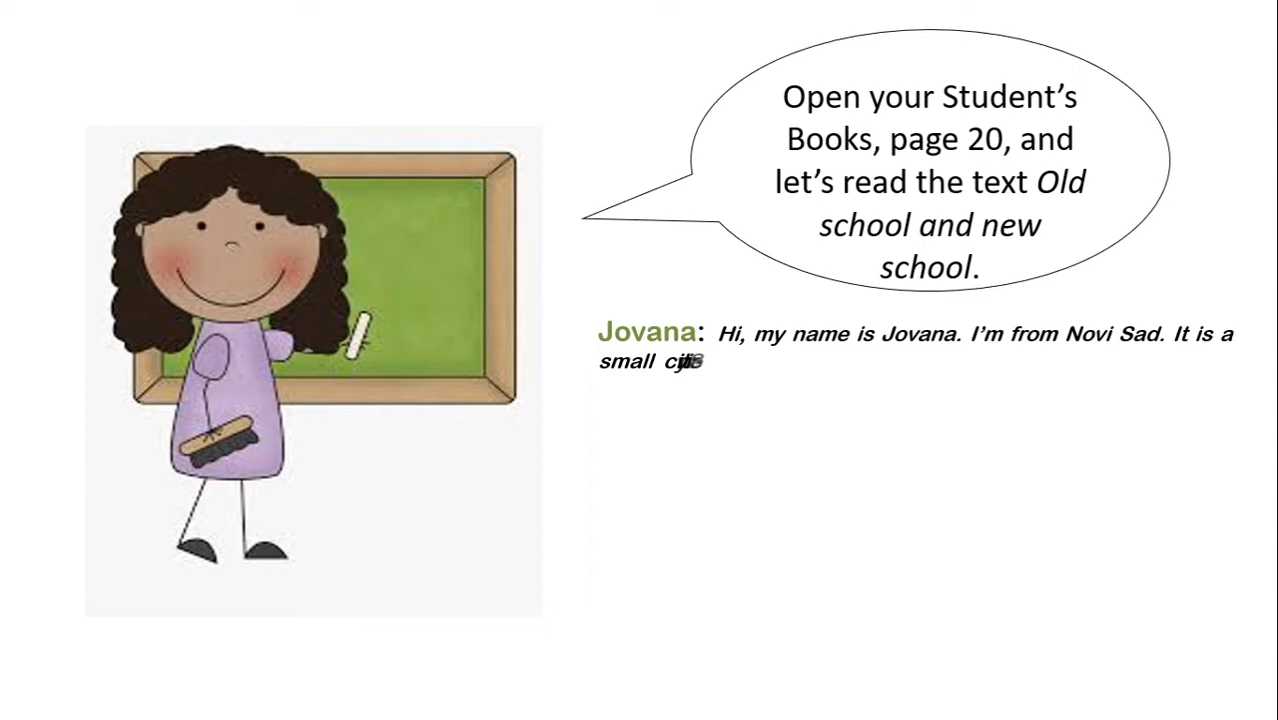 Open your Student’s
Books, page 20, and
let’s read the text Old
school and new
school.
Jovana: Hi, my name is Jovana. I’m from Novi Sad. It is a
small